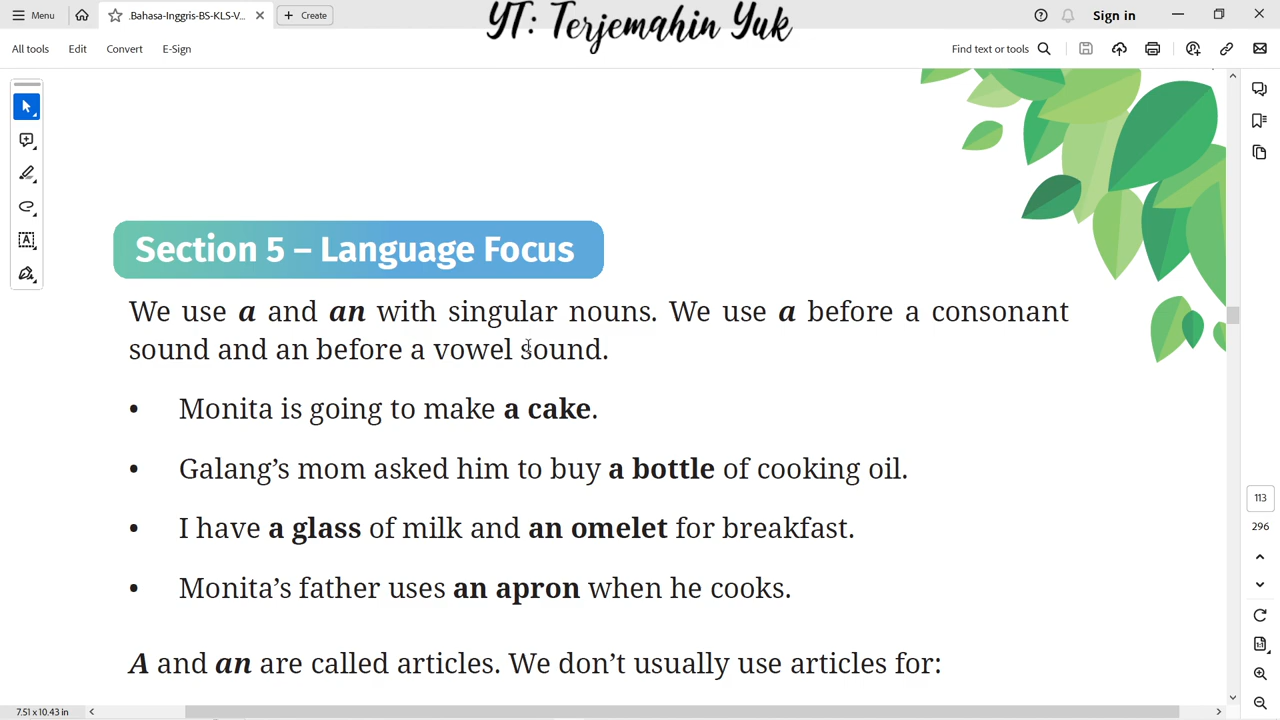 Menu
.Bahasa-Inggris-BS-KLS-V...
Create
YT: Terjemahin Yuk
Sign in
All tools
Edit
Convert
E-Sign
Find text or tools
Section 5 – Language Focus
We use a and an with singular nouns. We use a before a consonant
sound and an before a vowel sound.
• Monita is going to make a cake.
• Galang’s mom asked him to buy a bottle of cooking oil.
• I have a glass of milk and an omelet for breakfast.
• Monita’s father uses an apron when he cooks.
A and an are called articles. We don’t usually use articles for:
113
296
7.51 x 10.43 in